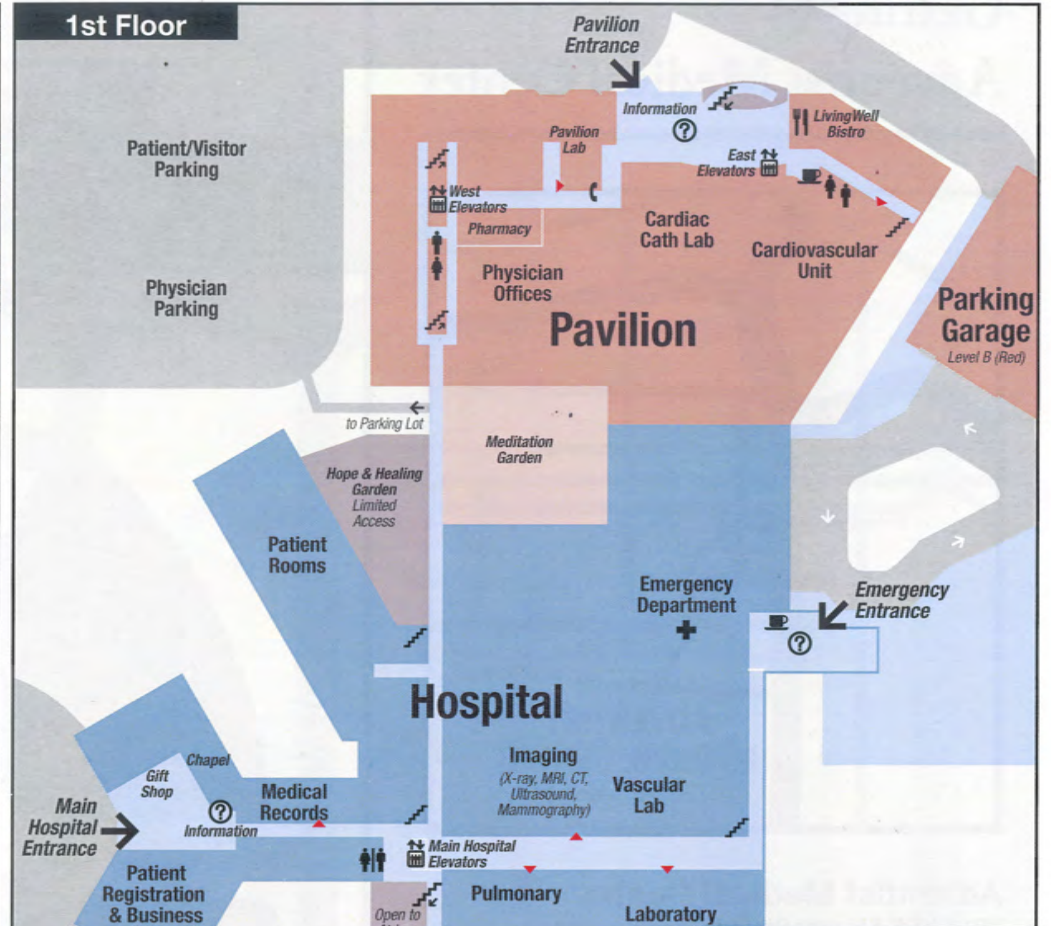 1st Floor
Pavilion
Entrance
Information
?
LivingWell
Bistro
Patient/Visitor
Parking
Pavilion
Lab
East
Elevators
West
Elevators
Pharmacy
Cardiac
Cath Lab
Cardiovascular
Unit
Physician
Offices
Physician
Parking
Pavilion
Parking
Garage
Level B (Red)
to Parking Lot
Meditation
Garden
Hope & Healing
Garden
Limited
Access
Patient
Rooms
Emergency
Department
Emergency
Entrance
?
Hospital
Imaging
(X-ray, MRI, CT,
Ultrasound,
Mammography)
Vascular
Lab
Chapel
Gift
Shop
Medical
Records
?
Information
Main
Hospital
Entrance
Main Hospital
Elevators
Patient
Registration
& Business
Pulmonary
Laboratory
Open to